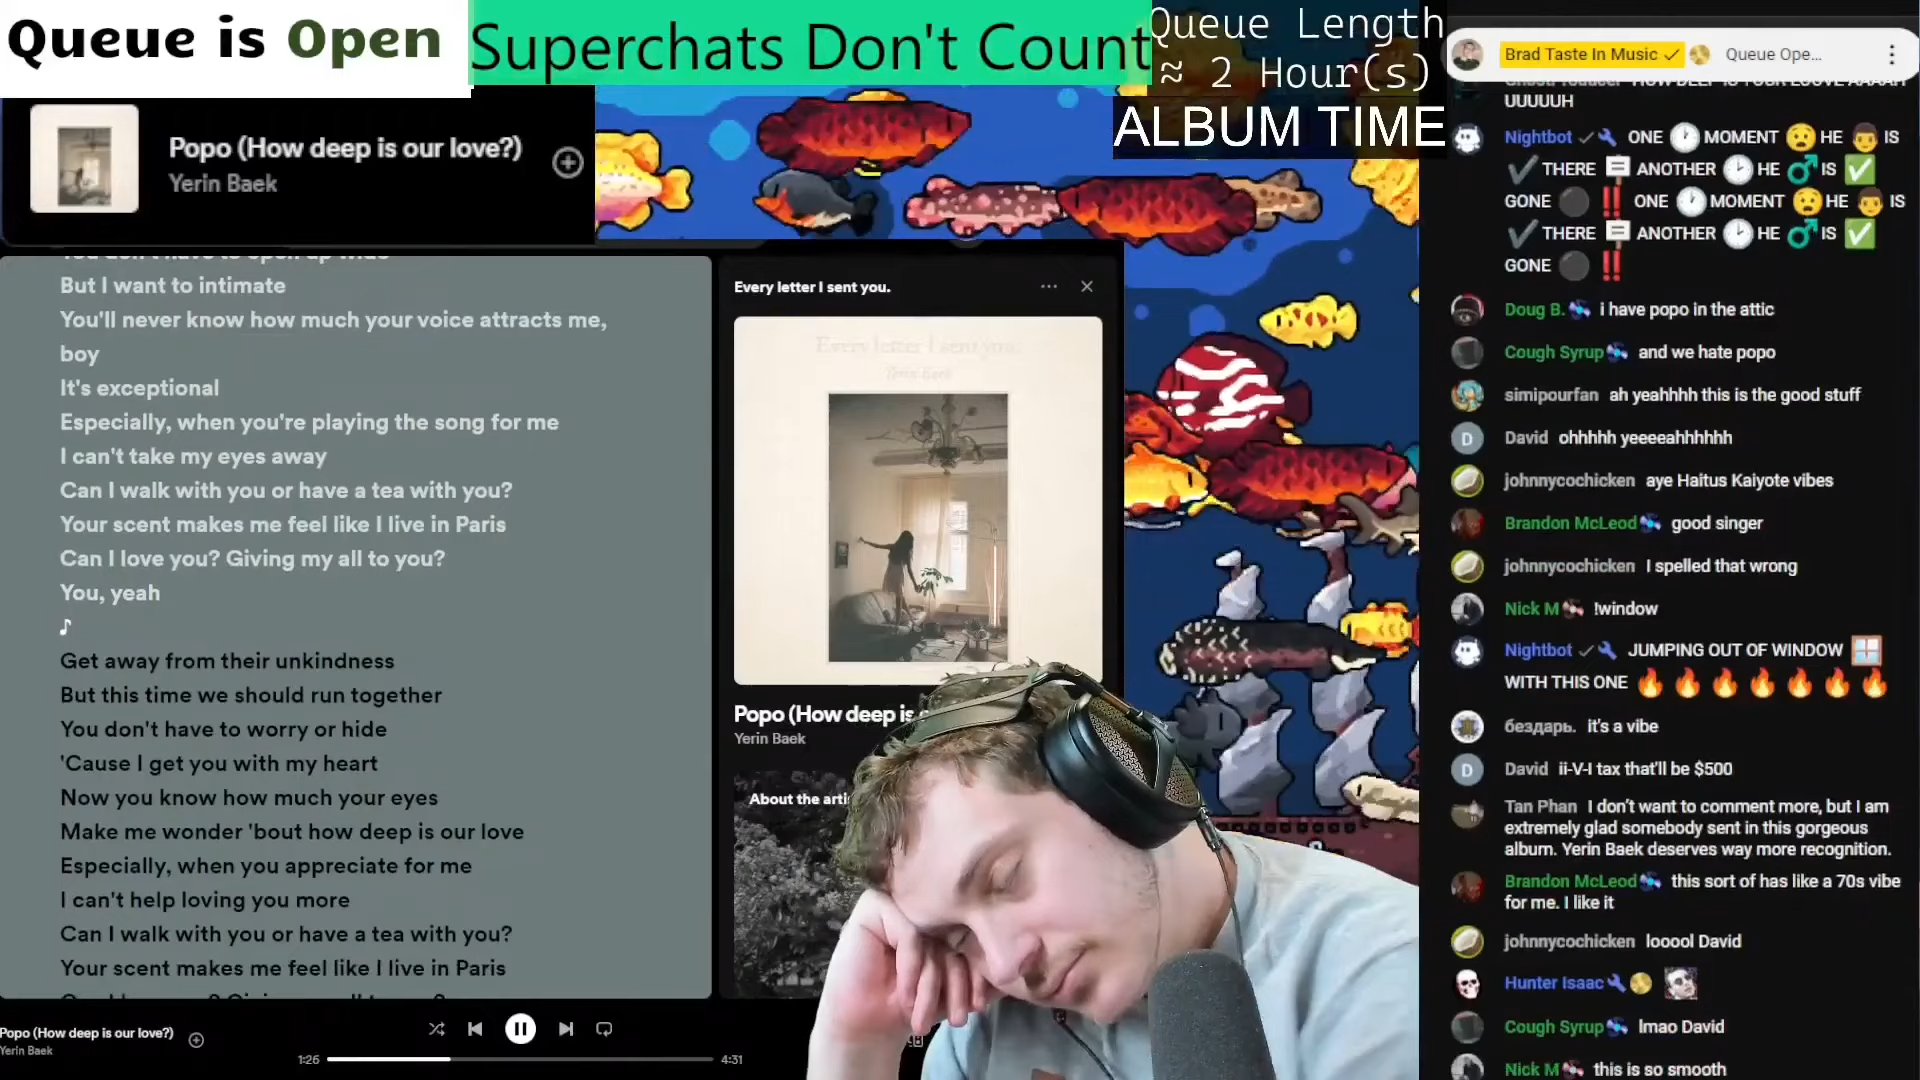 Queue is Open
Superchats Don't Count
Queue Length
≈ 2 Hour(s)
ALBUM TIME
Popo (How deep is our love?)
Yerin Baek
But I want to intimate
You'll never know how much your voice attracts me,
boy
It's exceptional
Especially, when you're playing the song for me
I can't take my eyes away
Can I walk with you or have a tea with you?
Your scent makes me feel like I live in Paris
Can I love you? Giving my all to you?
You, yeah
♪
Get away from their unkindness
But this time we should run together
You don't have to worry or hide
'Cause I get you with my heart
Now you know how much your eyes
Make me wonder 'bout how deep is our love
Especially, when you appreciate for me
I can't help loving you more
Can I walk with you or have a tea with you?
Your scent makes me feel like I live in Paris
Every letter I sent you.
Every letter I sent you.
Yerin Baek
Popo (How deep is
Yerin Baek
About the arti
Popo (How deep is our love?)
Yerin Baek
1:26
4:31
Brad Taste In Music ✓ Queue Ope...
UUUUUH
Nightbot ONE 🕐 MOMENT 😧 HE 👨 IS
✔️ THERE 🪧 ANOTHER 🕑 HE ♂️ IS ✅
GONE ⚫ ‼️ ONE 🕐 MOMENT 😧 HE 👨 IS
✔️ THERE 🪧 ANOTHER 🕑 HE ♂️ IS ✅
GONE ⚫ ‼️
Doug B. i have popo in the attic
Cough Syrup and we hate popo
simipourfan ah yeahhhh this is the good stuff
D David ohhhhh yeeeeahhhhhh
johnnycochicken aye Haitus Kaiyote vibes
Brandon McLeod good singer
johnnycochicken I spelled that wrong
Nick M !window
Nightbot JUMPING OUT OF WINDOW 🪟
WITH THIS ONE 🔥 🔥 🔥 🔥 🔥 🔥 🔥
бездарь. it's a vibe
D David ii-V-I tax that'll be $500
Tan Phan I don't want to comment more, but I am
extremely glad somebody sent in this gorgeous
album. Yerin Baek deserves way more recognition.
Brandon McLeod this sort of has like a 70s vibe
for me. I like it
johnnycochicken looool David
Hunter Isaac
Cough Syrup lmao David
Nick M this is so smooth